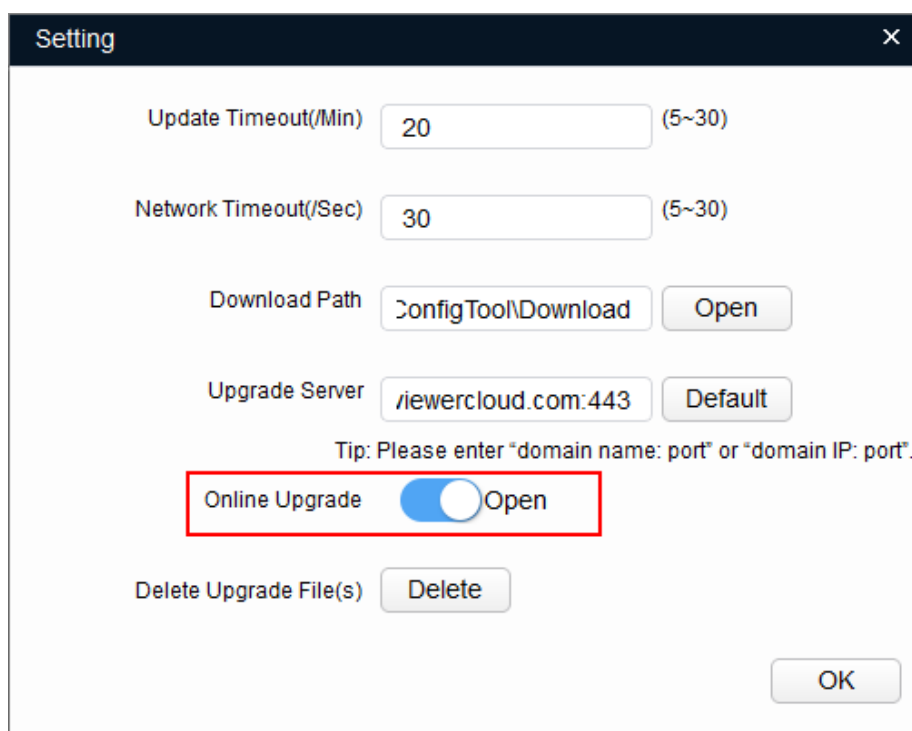 Setting
Update Timeout(/Min) 20 (5~30)
Network Timeout(/Sec) 30 (5~30)
Download Path ConfigTool\Download Open
Upgrade Server viewercloud.com:443 Default
Tip: Please enter “domain name: port” or “domain IP: port”.
Online Upgrade Open
Delete Upgrade File(s) Delete
OK